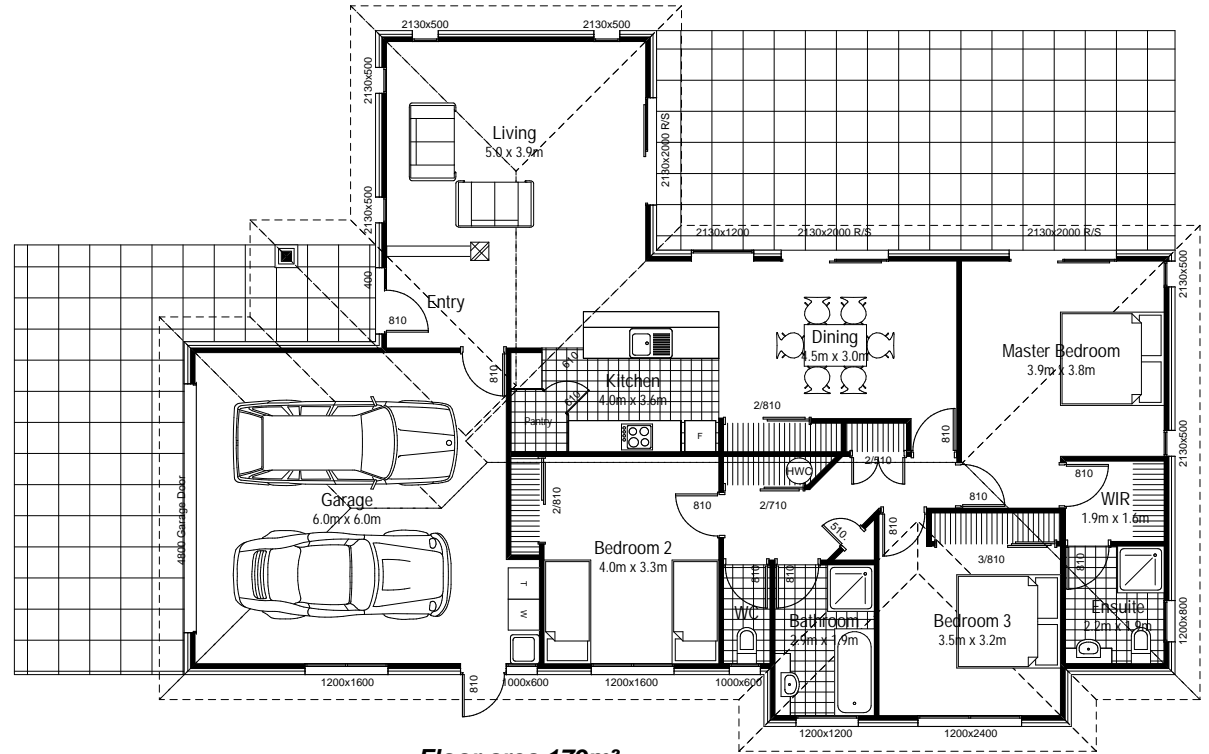 2130x500
2130x500
2130x500
2130x500
400
Living
5.0 x 3.9m
2130x2000 R/S
2130x1200
2130x2000 R/S
2130x2000 R/S
2130x500
2130x500
Entry
810
810
610
610
Kitchen
4.0m x 3.6m
Pantry
F
Dining
4.5m x 3.0m
2/810
Master Bedroom
3.9m x 3.8m
810
2/510
HWC
2/710
810
810
WIR
1.9m x 1.6m
4800 Garage Door
Garage
6.0m x 6.0m
2/810
810
Bedroom 2
4.0m x 3.3m
T
W
510.
810
3/810
810
810
810
WC
Bathroom
2.9m x 1.9m
Bedroom 3
3.5m x 3.2m
Ensuite
2.2m x 1.9m
1200x800
1200x1600
810
1000x600
1200x1600
1000x600
1200x1200
1200x2400